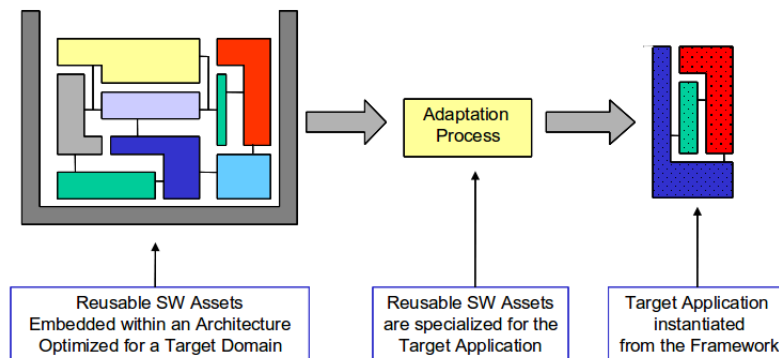 Adaptation
Process
Reusable SW Assets
Embedded within an Architecture
Optimized for a Target Domain
Reusable SW Assets
are specialized for the
Target Application
Target Application
instantiated
from the Framework